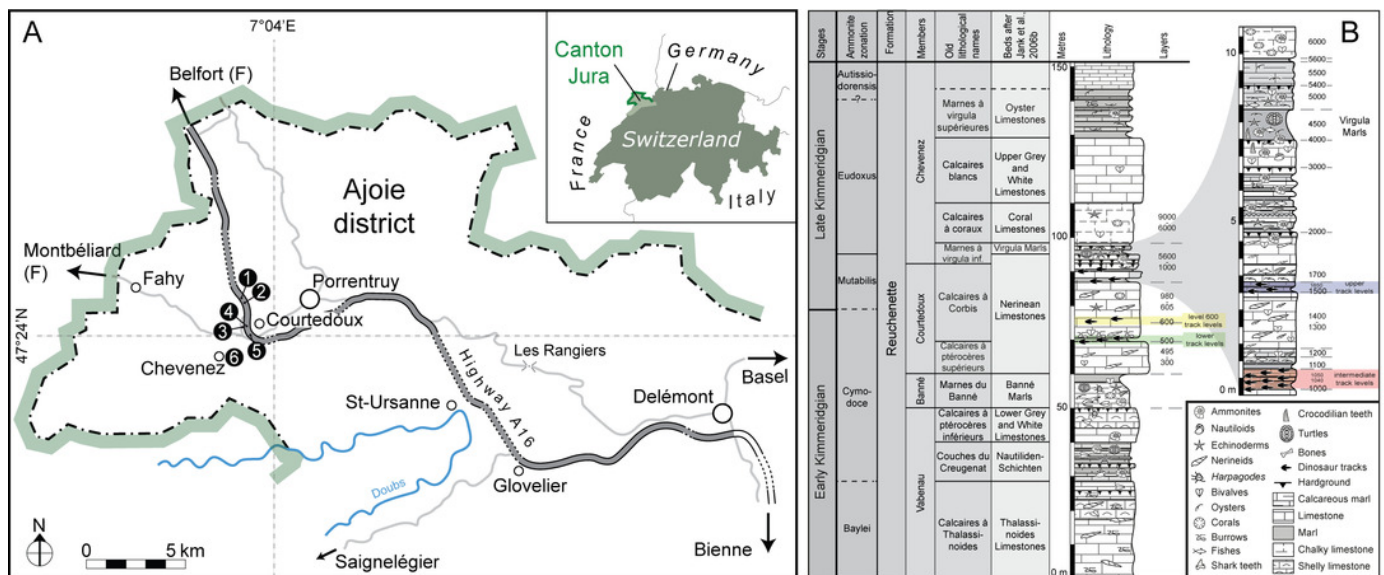 A
7°04'E
Belfort (F)
Canton
Jura
Germany
France
Switzerland
Italy
Ajoie
district
Montbéliard
(F)
Fahy
1
2
Porrentruy
4
Courtedoux
3
47°24'N
5
6
Chevenez
Les Rangiers
Highway A16
Basel
St-Ursanne
Delémont
Doubs
Glovelier
N
0
5 km
Saignelégier
Bienne
B
Stages
Ammonite
zonation
Formation
Members
Old
lithological
names
Beds after
Jank et al.,
2006b
Metres
Lithology
Layers
Late Kimmeridgian
Early Kimmeridgian
Autissio-
dorensis
?
Eudoxus
Mutabilis
Cymo-
doce
Baylei
Reuchenette
Chevenez
Courtedoux
Banné
Vabenau
Marnes à
virgula
supérieures
Calcaires
blancs
Calcaires
à coraux
Marnes à
virgula inf.
Calcaires à
Corbis
Calcaires à
ptérocères
supérieurs
Marnes du
Banné
Calcaires à
ptérocères
inférieurs
Couches du
Creugenat
Calcaires à
Thalassi-
noides
Oyster
Limestones
Upper Grey
and
White
Limestones
Coral
Limestones
Virgula Marls
Nerinean
Limestones
Banné
Marls
Lower Grey
and White
Limestones
Nautiliden-
Schichten
Thalassi-
noides
Limestones
150
100
50
0 m
9000
6000
5600
1000
600
500
495
300
10
5
0 m
6000
5600
5500
5400
5000
4500
4000
3000
2000
1700
1500
1400
1300
1200
1100
1000
Virgula
Marls
upper
track levels
level 600
track levels
lower
track levels
intermediate
track levels
Ammonites
Nautiloids
Echinoderms
Nerineids
Harpagodes
Bivalves
Oysters
Corals
Burrows
Fishes
Shark teeth
Crocodilian teeth
Turtles
Bones
Dinosaur tracks
Hardground
Calcareous marl
Limestone
Marl
Chalky limestone
Shelly limestone